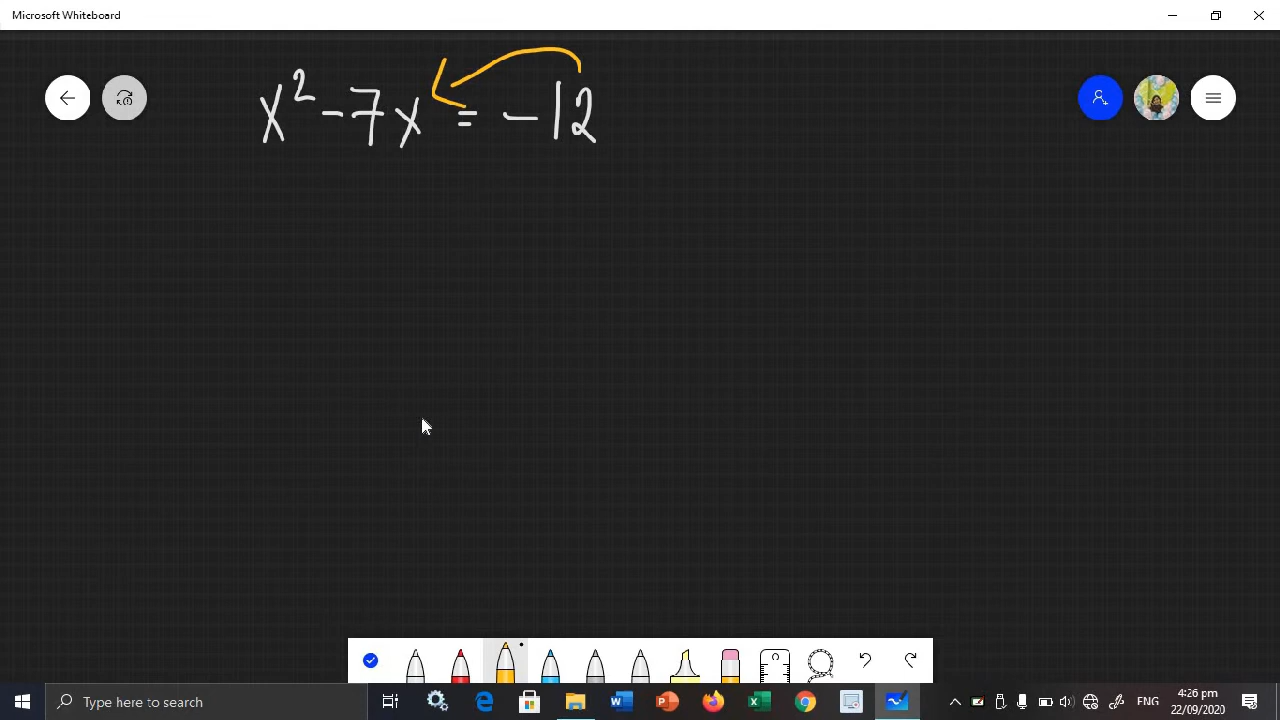 Microsoft Whiteboard
x² - 7x = -12
Type here to search
ENG
4:26 pm
22/09/2020